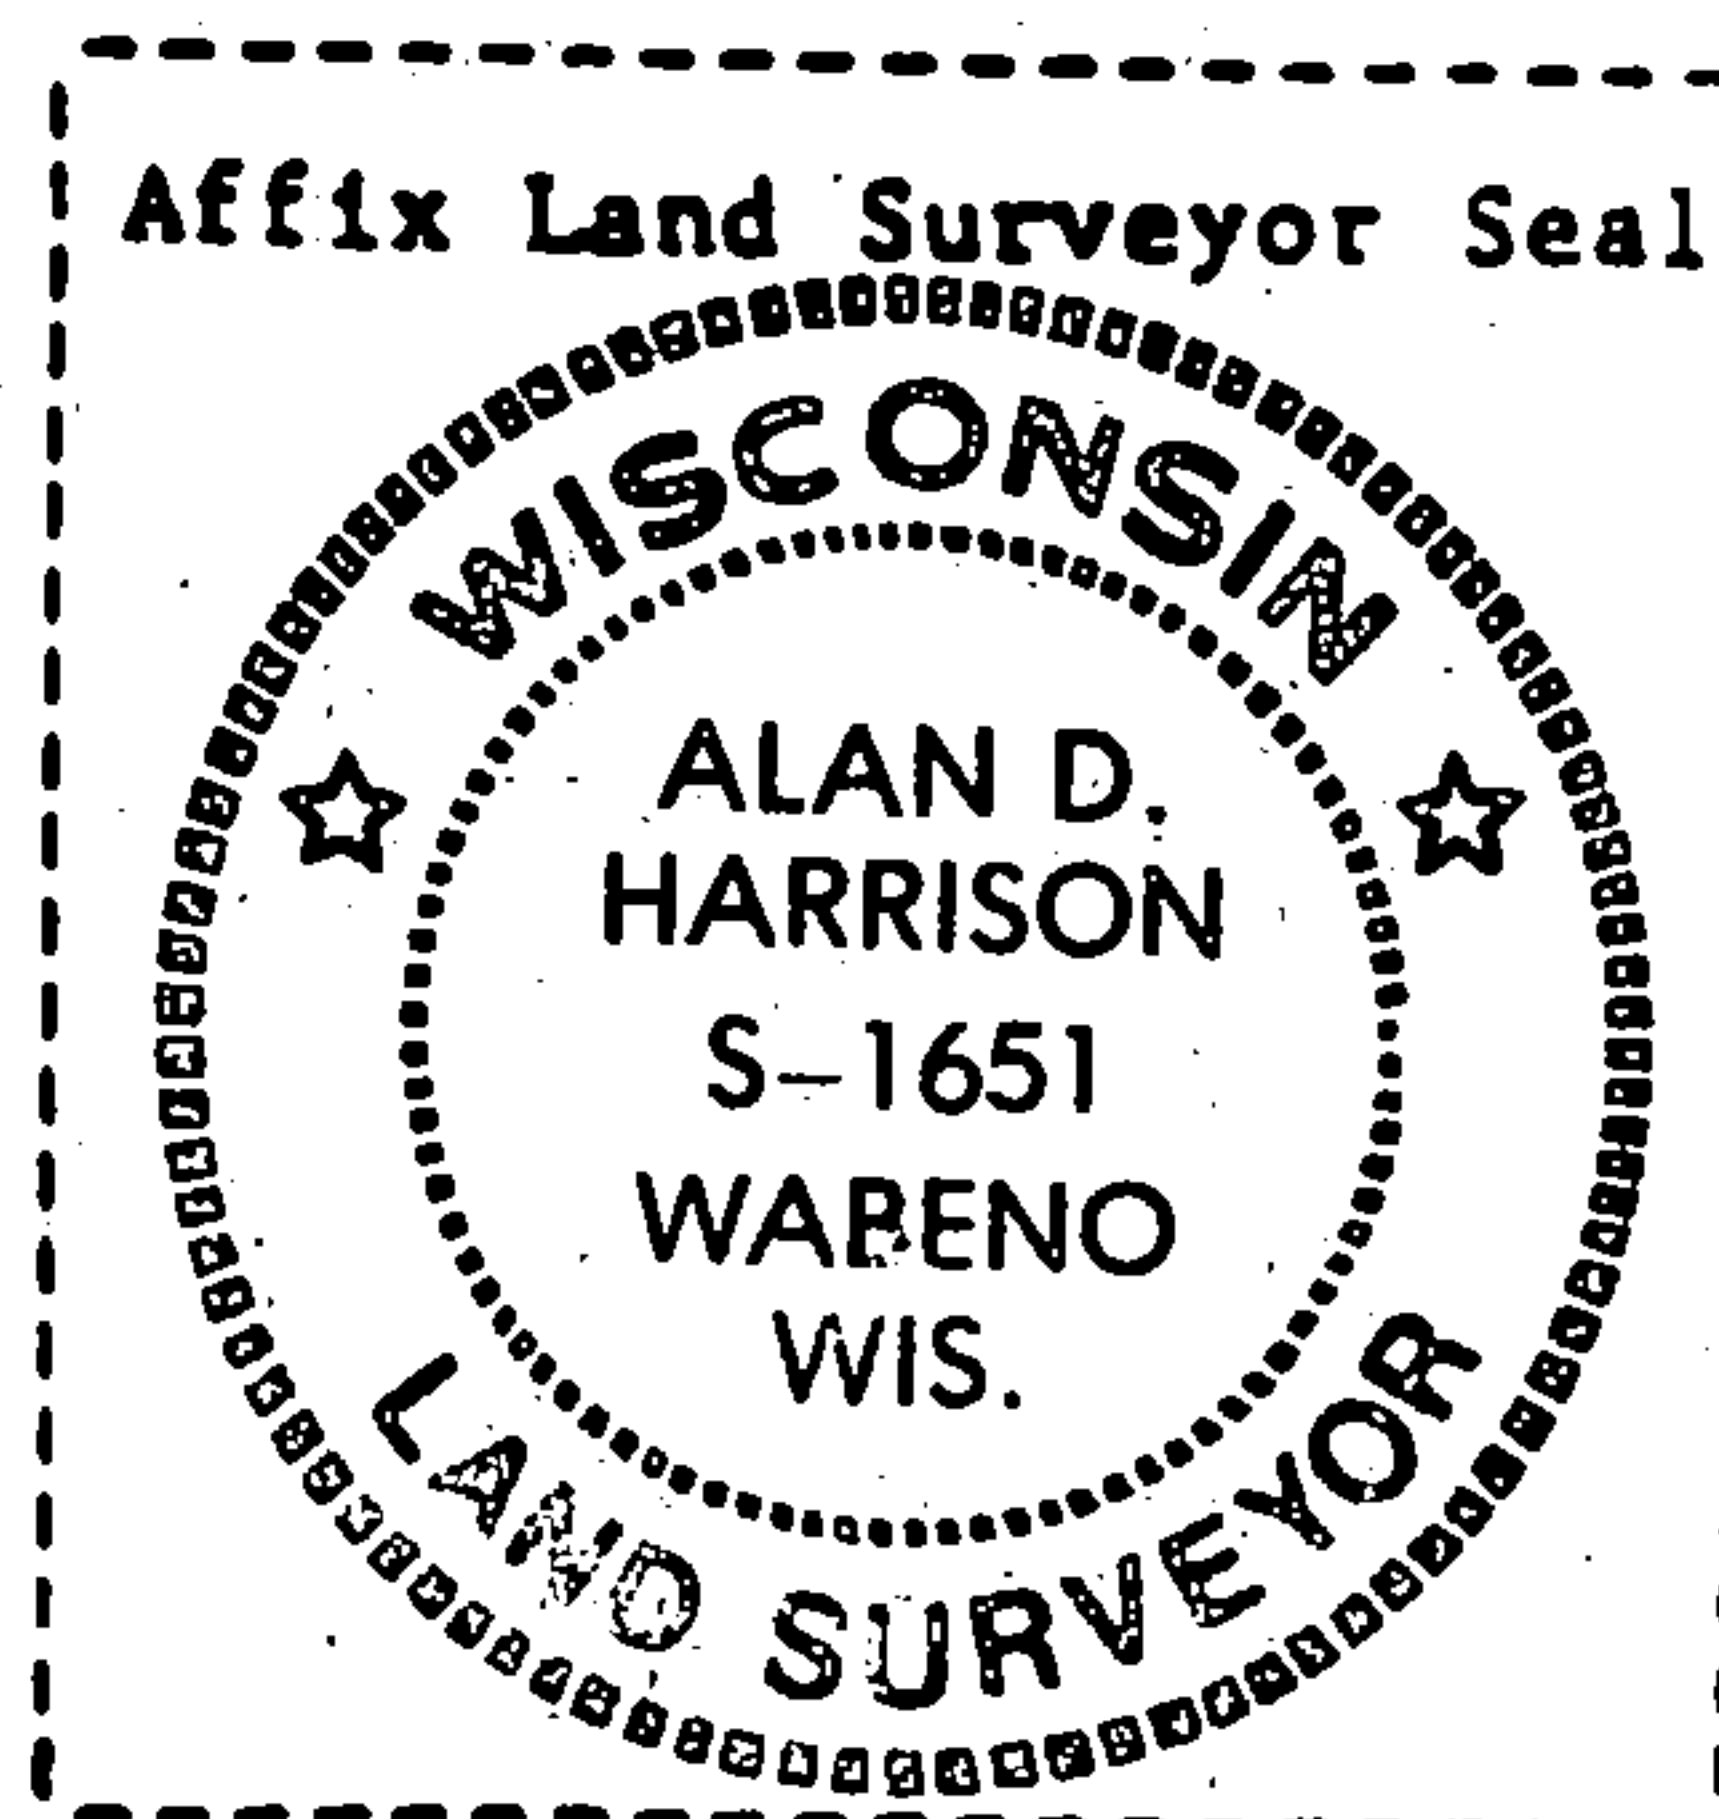 Affix Land Surveyor Seal
WISCONSIN
ALAN D.
HARRISON
S-1651
WABENO
WIS.
LAND SURVEYOR